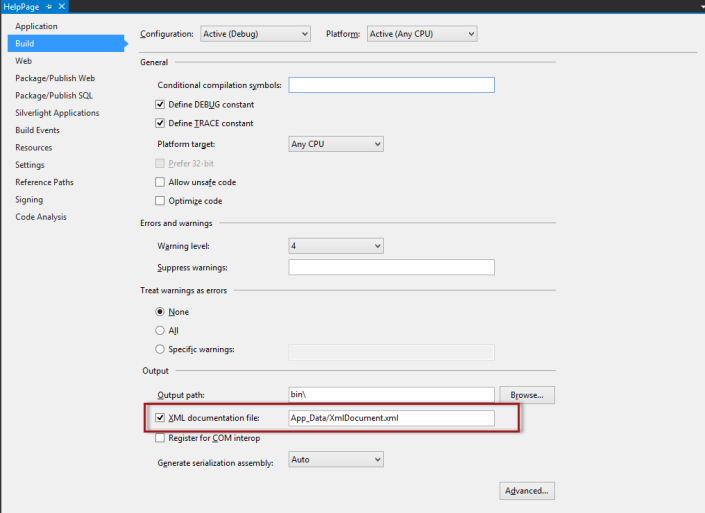 HelpPage
Application
Build
Web
Package/Publish Web
Package/Publish SQL
Silverlight Applications
Build Events
Resources
Settings
Reference Paths
Signing
Code Analysis
Configuration: Active (Debug) Platform: Active (Any CPU)
General
Conditional compilation symbols:
Define DEBUG constant
Define TRACE constant
Platform target: Any CPU
Prefer 32-bit
Allow unsafe code
Optimize code
Errors and warnings
Warning level: 4
Suppress warnings:
Treat warnings as errors
None
All
Specific warnings:
Output
Output path: bin\ Browse...
XML documentation file: App_Data/XmlDocument.xml
Register for COM interop
Generate serialization assembly: Auto
Advanced...